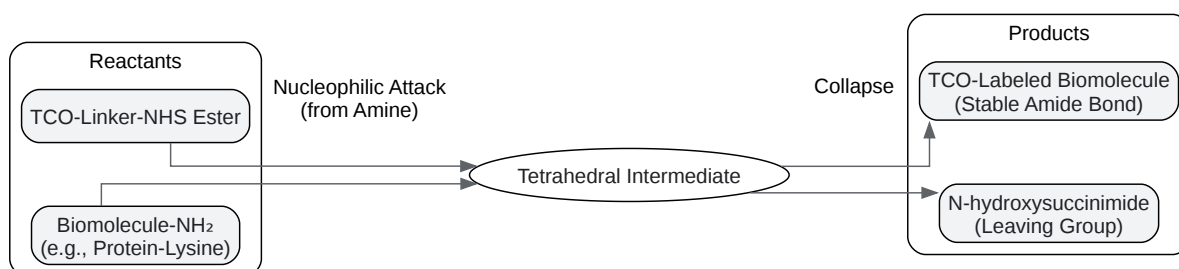 Reactants
TCO-Linker-NHS Ester
Biomolecule-NH₂
(e.g., Protein-Lysine)
Nucleophilic Attack
(from Amine)
Tetrahedral Intermediate
Collapse
Products
TCO-Labeled Biomolecule
(Stable Amide Bond)
N-hydroxysuccinimide
(Leaving Group)